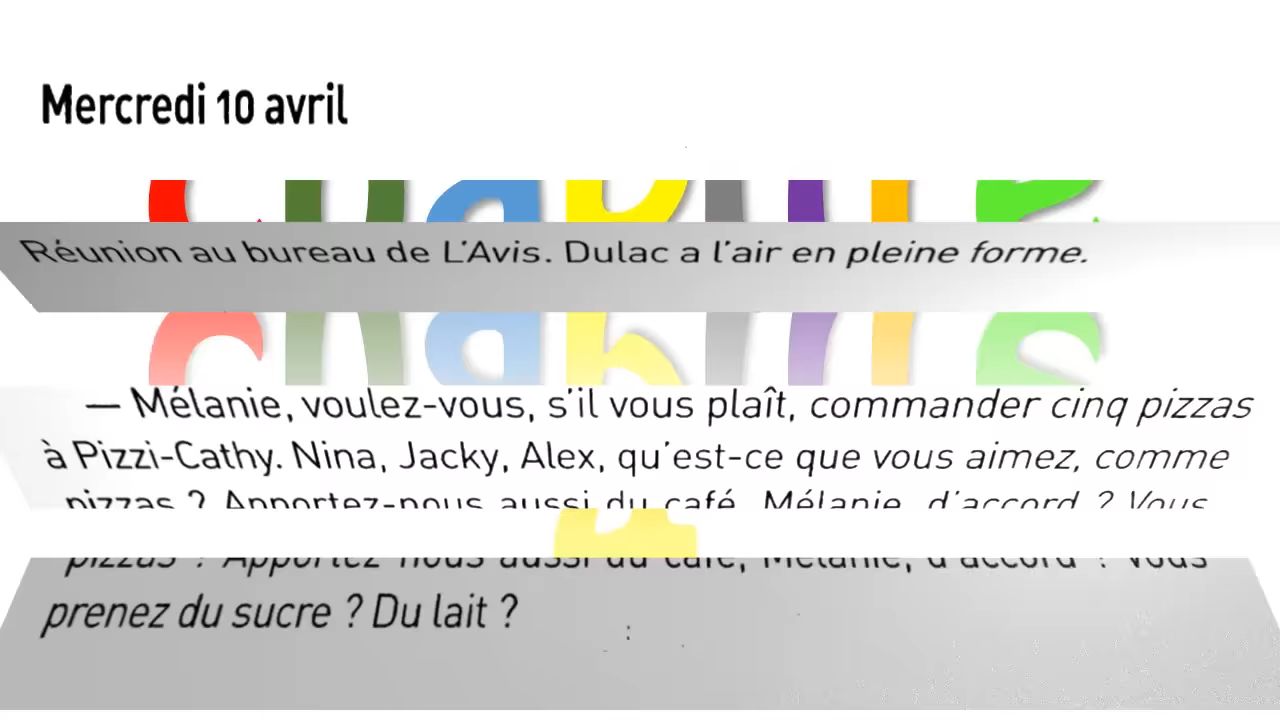 Mercredi 10 avril
Réunion au bureau de L'Avis. Dulac a l'air en pleine forme.
— Mélanie, voulez-vous, s'il vous plaît, commander cinq pizzas
à Pizzi-Cathy. Nina, Jacky, Alex, qu'est-ce que vous aimez, comme
pizzas ? Apportez-nous aussi du café, Mélanie, d'accord ? Vous
prenez du sucre ? Du lait ?